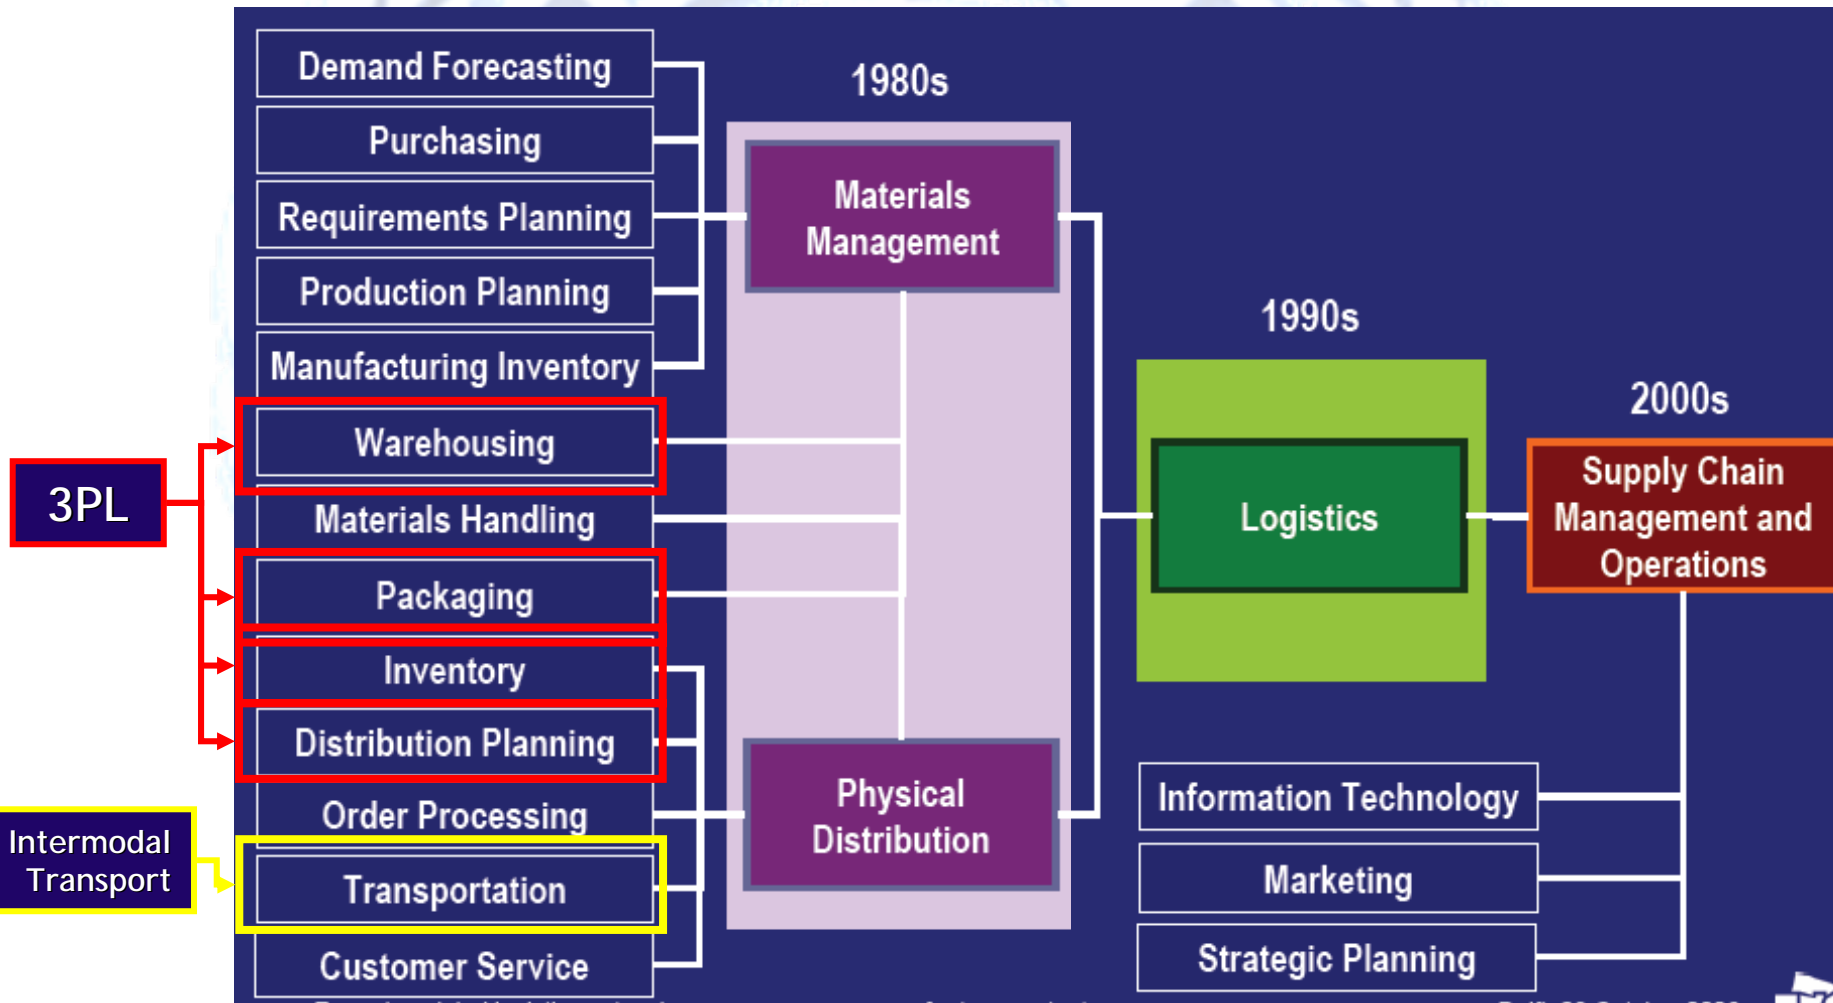 Demand Forecasting
Purchasing
Requirements Planning
Production Planning
Manufacturing Inventory
Warehousing
Materials Handling
Packaging
Inventory
Distribution Planning
Order Processing
Transportation
Customer Service
3PL
Intermodal
Transport
1980s
Materials
Management
Physical
Distribution
1990s
Logistics
2000s
Supply Chain
Management and
Operations
Information Technology
Marketing
Strategic Planning